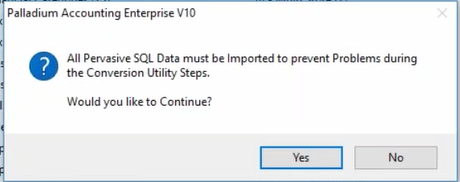 Palladium Accounting Enterprise V10
All Pervasive SQL Data must be Imported to prevent Problems during
the Conversion Utility Steps.
Would you like to Continue?
Yes
No